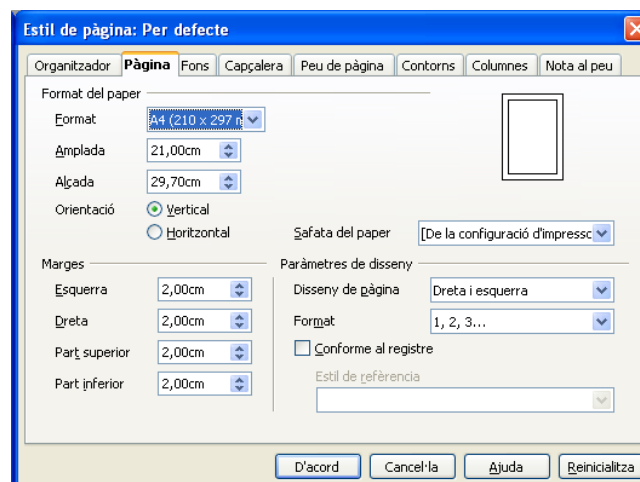 Estil de pàgina: Per defecte
Organitzador Pàgina Fons Capçalera Peu de pàgina Contorns Columnes Nota al peu
Format del paper
Format A4 (210 x 297 m
Amplada 21,00cm
Alçada 29,70cm
Orientació Vertical
Horitzontal Safata del paper [De la configuració d'impressc
Marges Paràmetres de disseny
Esquerra 2,00cm Disseny de pàgina Dreta i esquerra
Dreta 2,00cm Format 1, 2, 3...
Part superior 2,00cm Conforme al registre
Part inferior 2,00cm Estil de refèrencia
D'acord Cancel·la Ajuda Reinicialitza